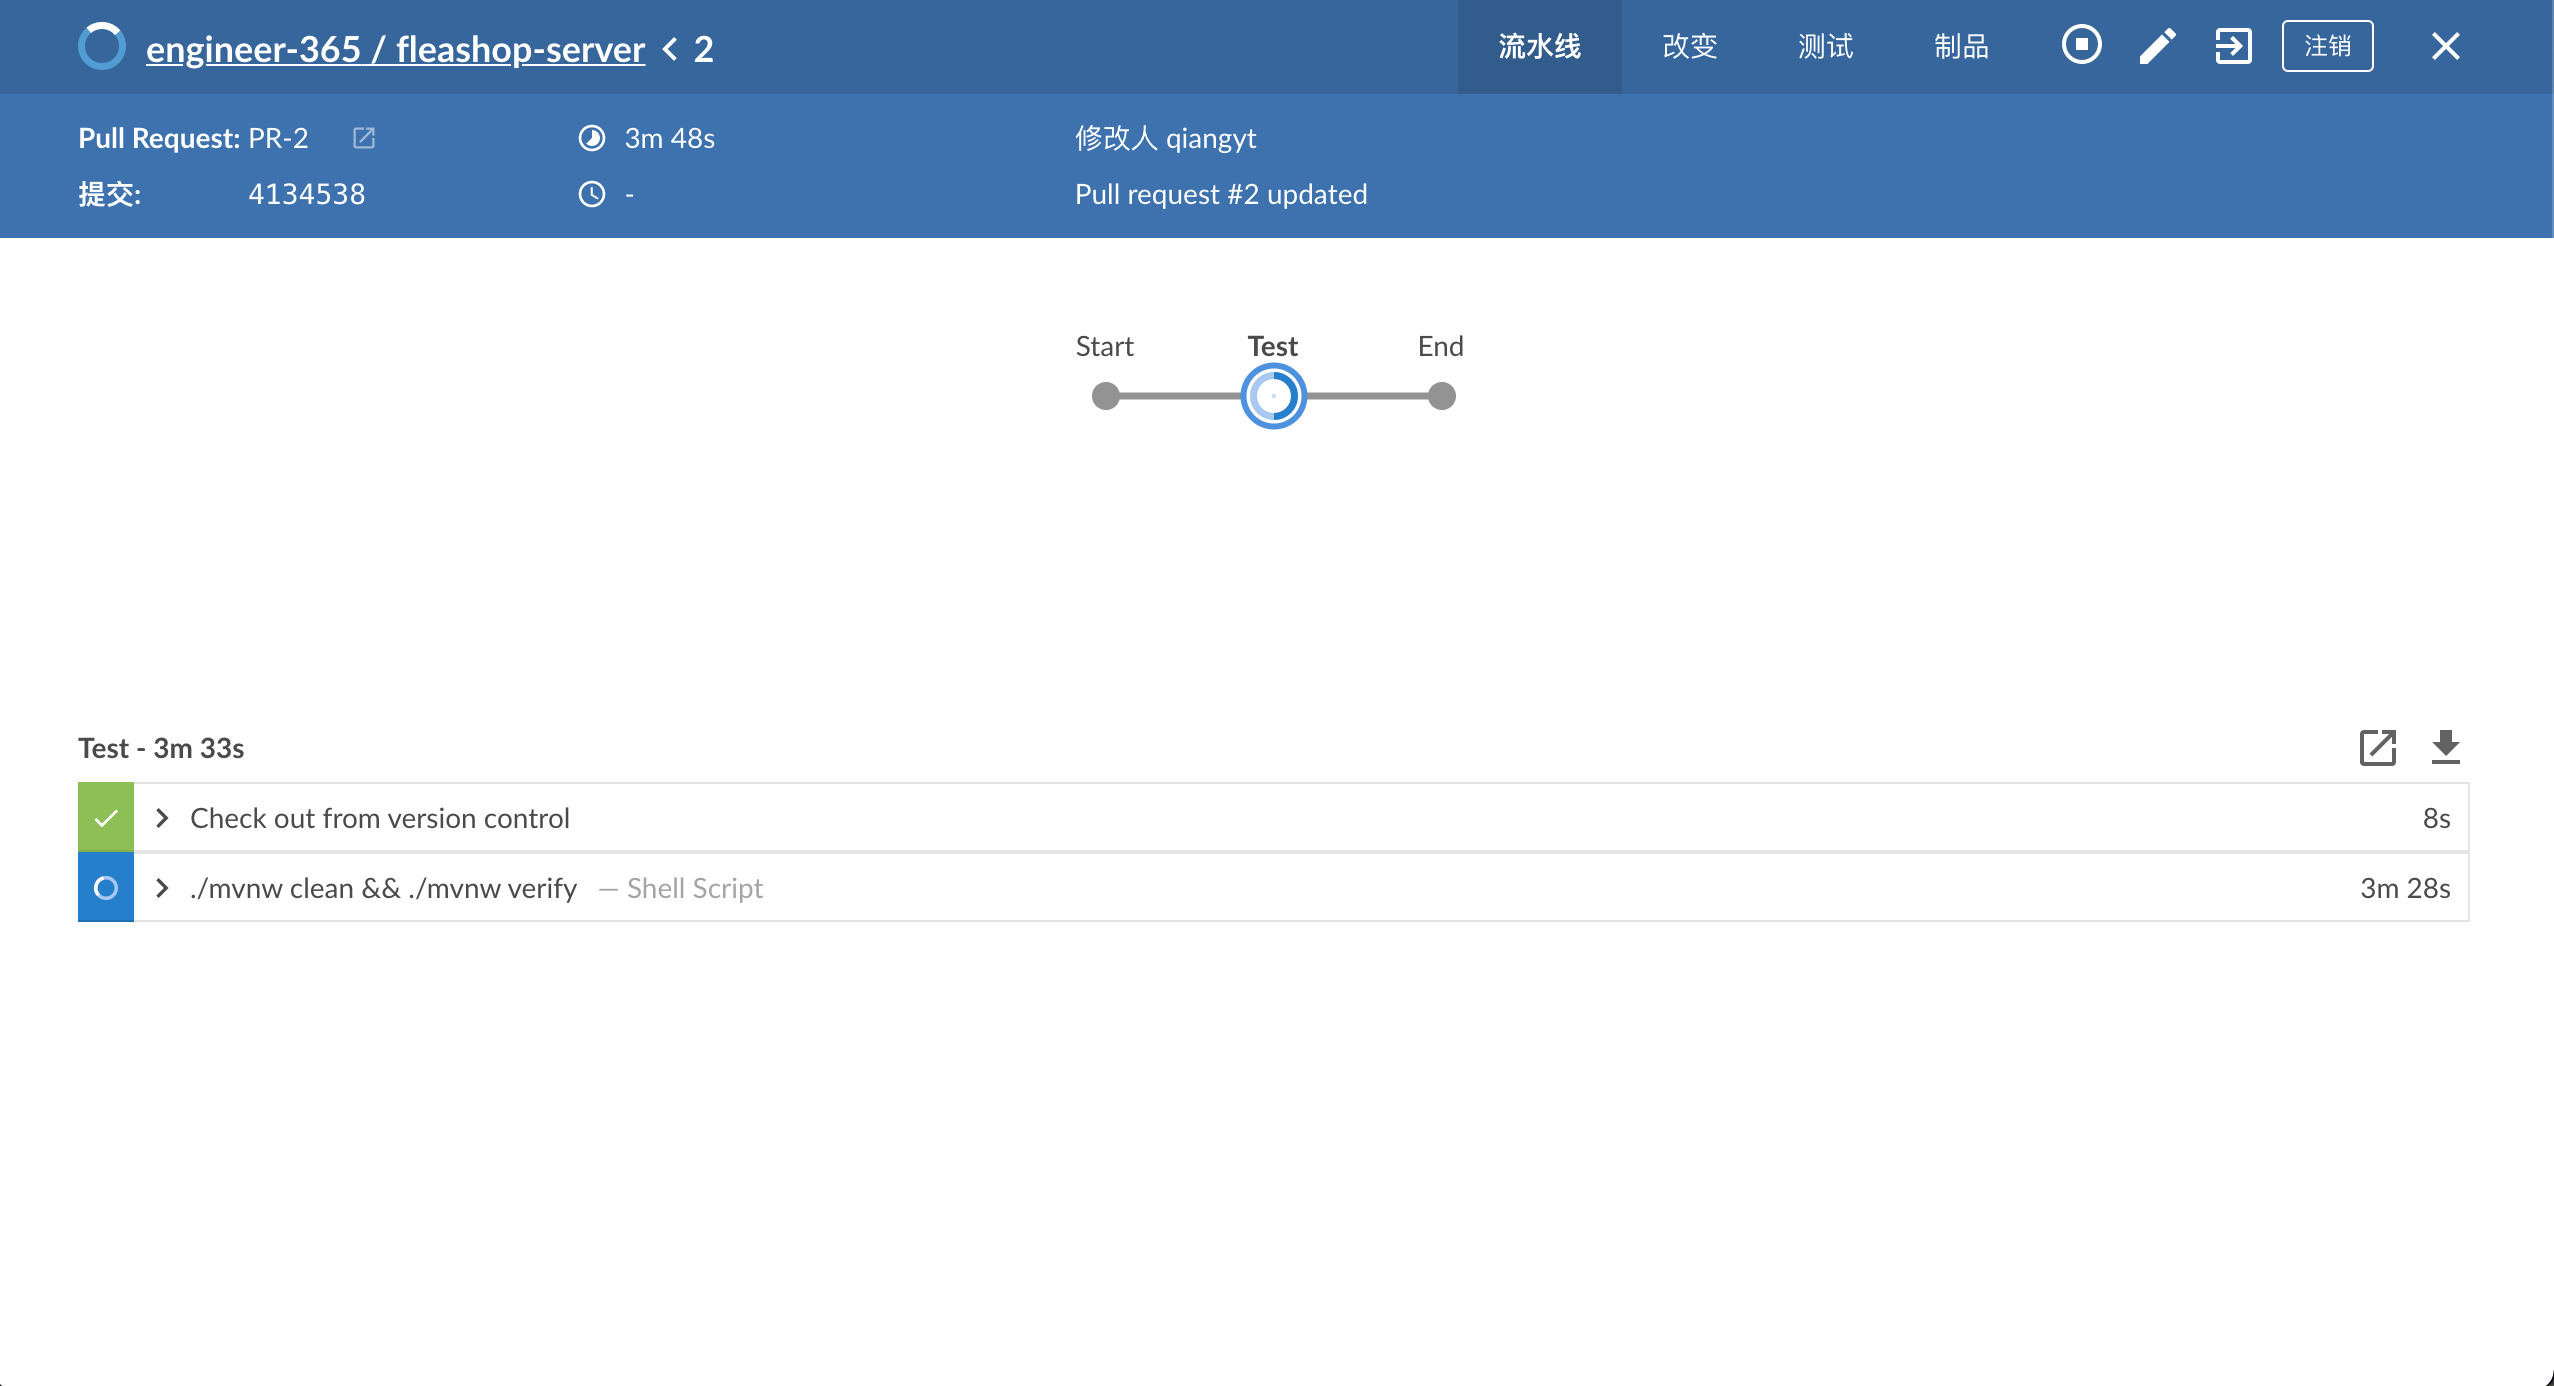 engineer-365 / fleashop-server < 2
流水线 改变 测试 制品 注销
Pull Request: PR-2 3m 48s 修改人 qiangyt
提交: 4134538 - Pull request #2 updated
Start Test End
Test - 3m 33s
Check out from version control 8s
./mvnw clean && ./mvnw verify — Shell Script 3m 28s